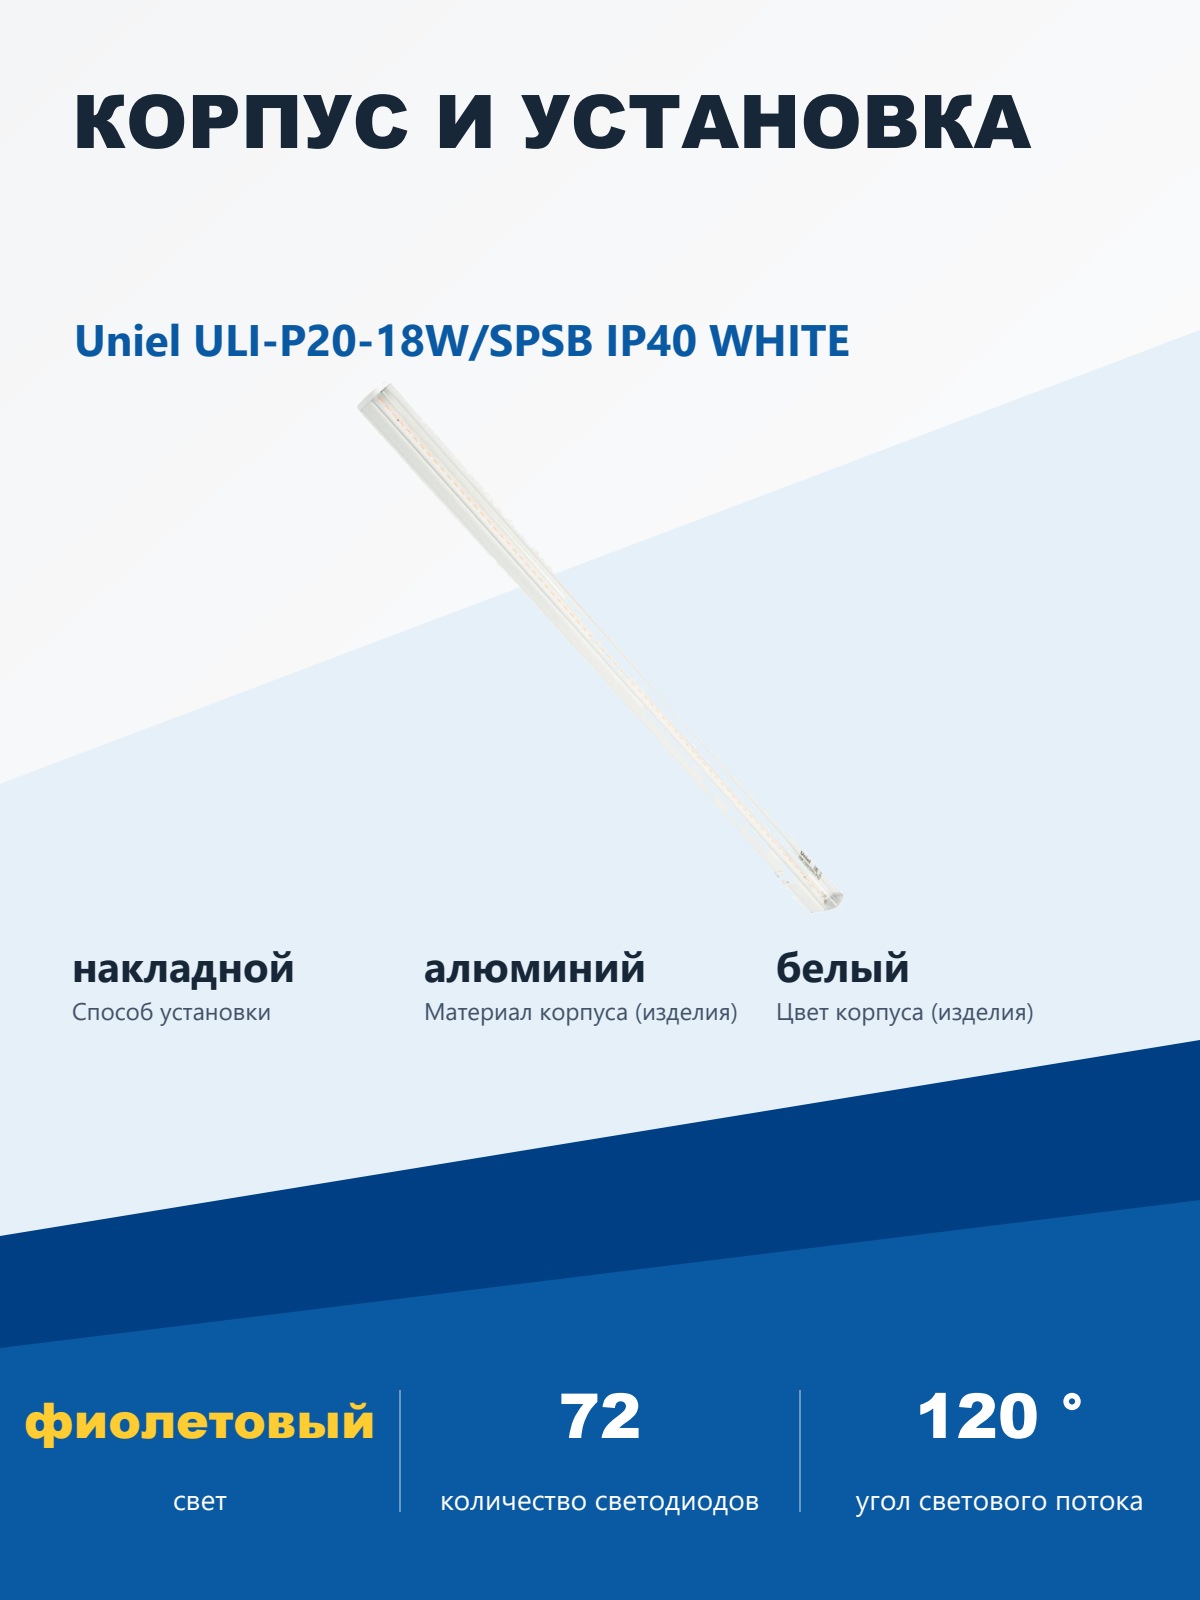 КОРПУС И УСТАНОВКА
Uniel ULI-P20-18W/SPSB IP40 WHITE
накладной
Способ установки
алюминий
Материал корпуса (изделия)
белый
Цвет корпуса (изделия)
фиолетовый
свет
72
количество светодиодов
120 °
угол светового потока